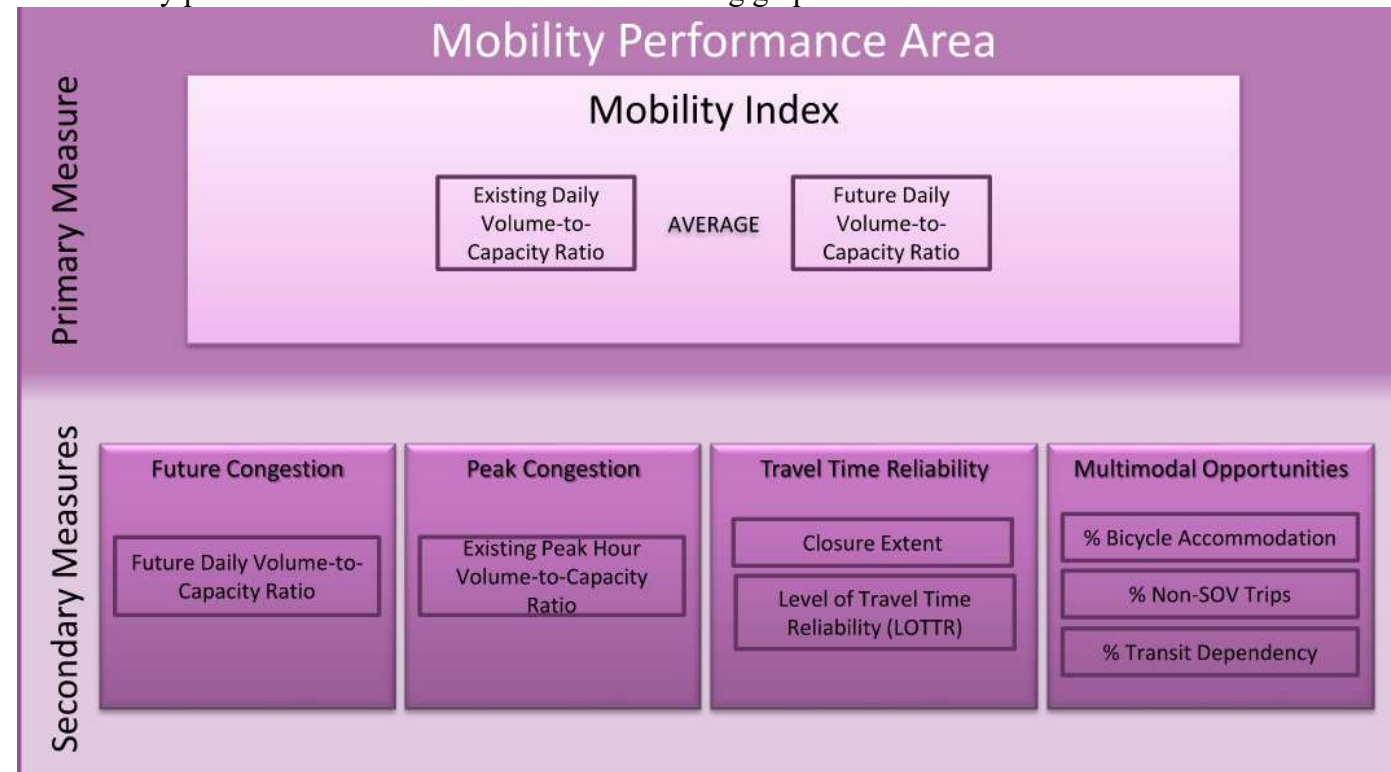 Mobility Performance Area
Primary Measure
Mobility Index
Existing Daily
Volume-to-
Capacity Ratio
AVERAGE
Future Daily
Volume-to-
Capacity Ratio
Secondary Measures
Future Congestion
Future Daily Volume-to-
Capacity Ratio
Peak Congestion
Existing Peak Hour
Volume-to-Capacity
Ratio
Travel Time Reliability
Closure Extent
Level of Travel Time
Reliability (LOTTR)
Multimodal Opportunities
% Bicycle Accommodation
% Non-SOV Trips
% Transit Dependency